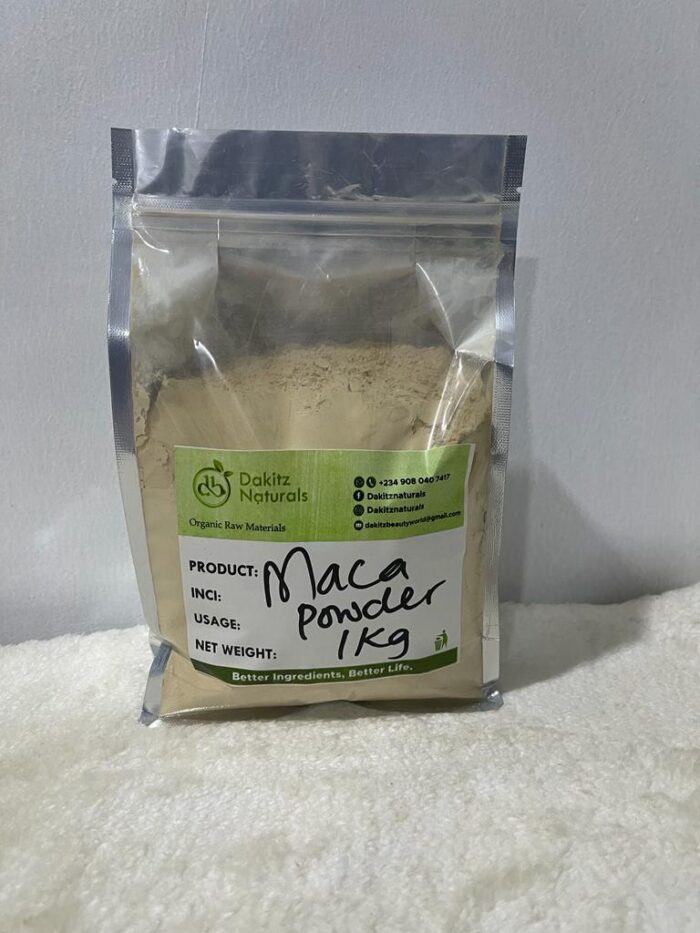 Dakitz
Naturals
Organic Raw Materials
+234 908 040 7417
Dakitznaturals
Dakitznaturals
dakitzbeautyworld@gmail.com
PRODUCT: Maca
INCI:
powder
USAGE:
NET WEIGHT: 1Kg
Better Ingredients, Better Life.